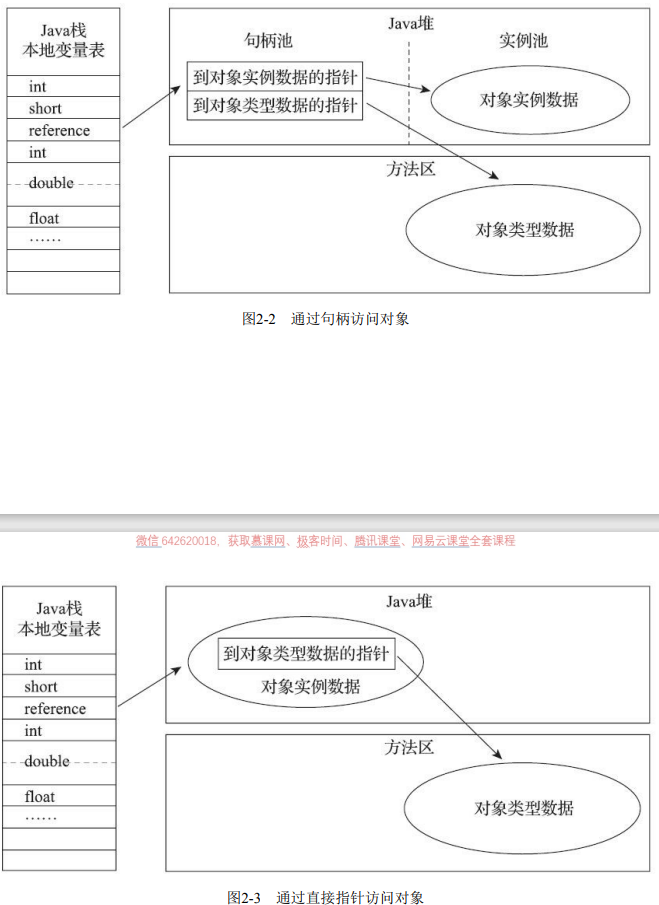 Java栈
本地变量表
int
short
reference
int
double
float
……
Java堆
句柄池
实例池
到对象实例数据的指针
到对象类型数据的指针
对象实例数据
方法区
对象类型数据
图2-2 通过句柄访问对象
微信 642620018，获取慕课网、极客时间、腾讯课堂、网易云课堂全套课程
Java栈
本地变量表
int
short
reference
int
double
float
……
Java堆
到对象类型数据的指针
对象实例数据
方法区
对象类型数据
图2-3 通过直接指针访问对象